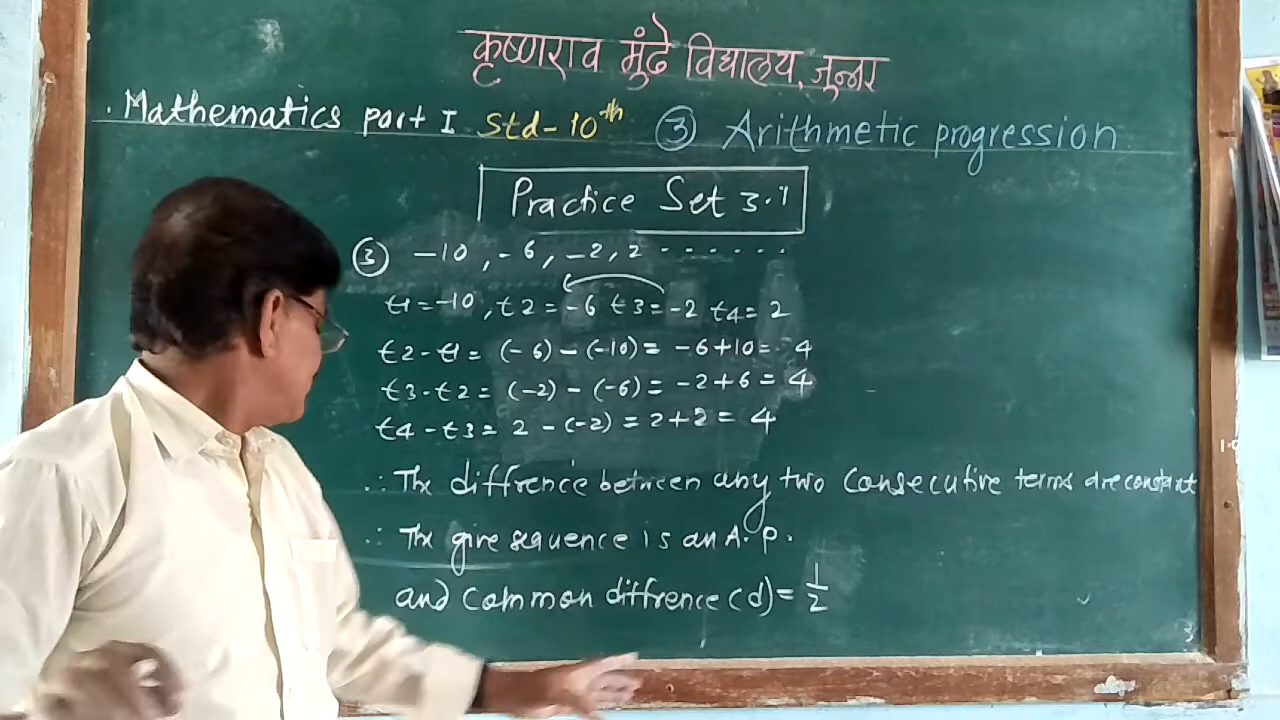 कृष्णराव मुंढे विद्यालय, जुन्नर
Mathematics part I Std-10th ③ Arithmetic progression
Practice Set 3.1
③ -10, -6, -2, 2 ------
t1 = -10, t2 = -6 t3 = -2 t4 = 2
t2-t1 = (-6) - (-10) = -6+10 = 4
t3-t2 = (-2) - (-6) = -2+6 = 4
t4-t3 = 2 - (-2) = 2+2 = 4
∴ The diffrence between any two consecutive terms are constant
∴ The give sequence is an A.P.
and common diffrence (d) = 1/2